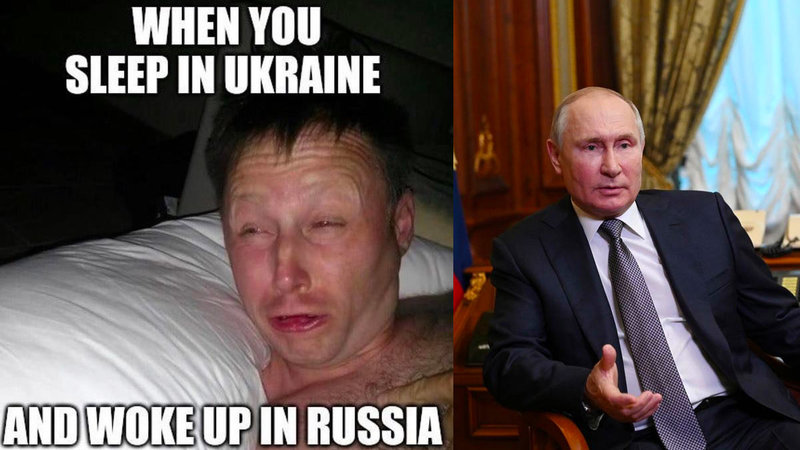 WHEN YOU
SLEEP IN UKRAINE
AND WOKE UP IN RUSSIA